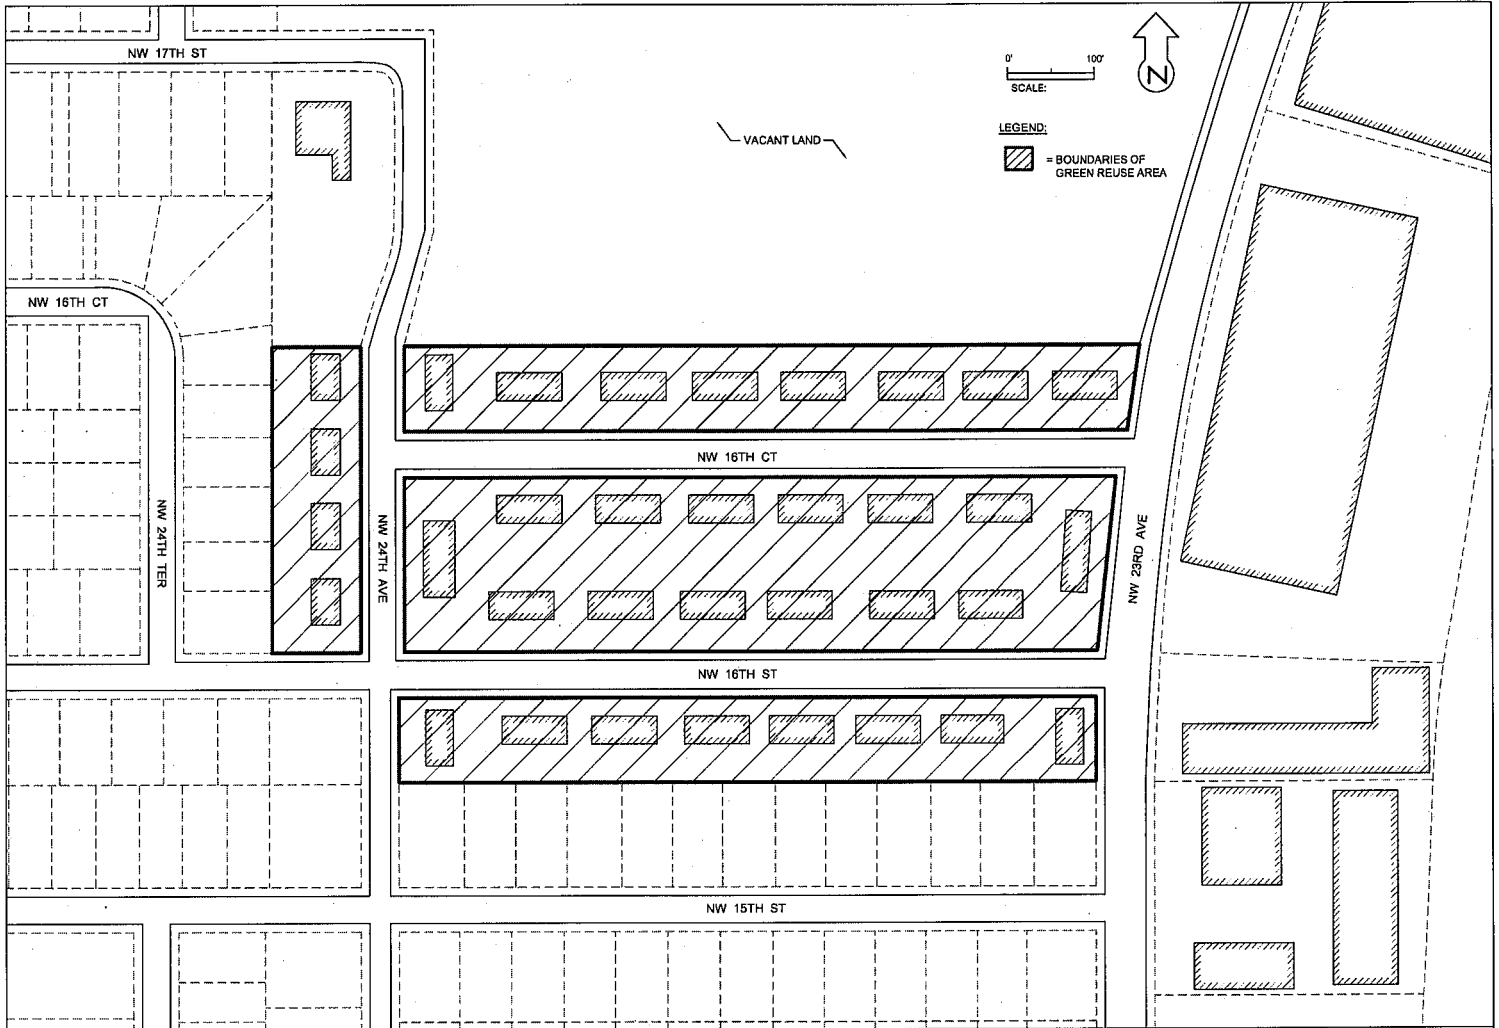 NW 17TH ST
0'
100'
SCALE:
N
LEGEND:
VACANT LAND
= BOUNDARIES OF
GREEN REUSE AREA
NW 16TH CT
NW 16TH CT
NW 24TH TER
NW 24TH AVE
NW 23RD AVE
NW 16TH ST
NW 15TH ST